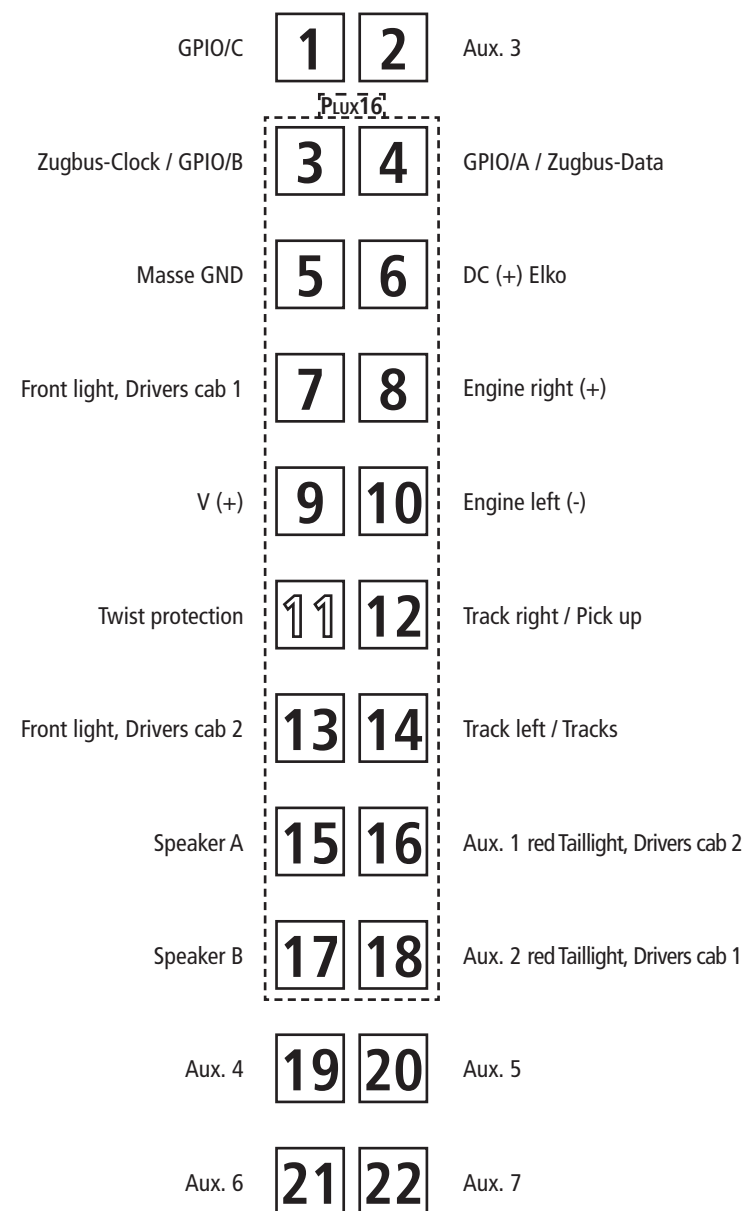 GPIO/C 1 2 Aux. 3
PLUX16
Zugbus-Clock / GPIO/B 3 4 GPIO/A / Zugbus-Data
Masse GND 5 6 DC (+) Elko
Front light, Drivers cab 1 7 8 Engine right (+)
V (+) 9 10 Engine left (-)
Twist protection 11 12 Track right / Pick up
Front light, Drivers cab 2 13 14 Track left / Tracks
Speaker A 15 16 Aux. 1 red Taillight, Drivers cab 2
Speaker B 17 18 Aux. 2 red Taillight, Drivers cab 1
Aux. 4 19 20 Aux. 5
Aux. 6 21 22 Aux. 7